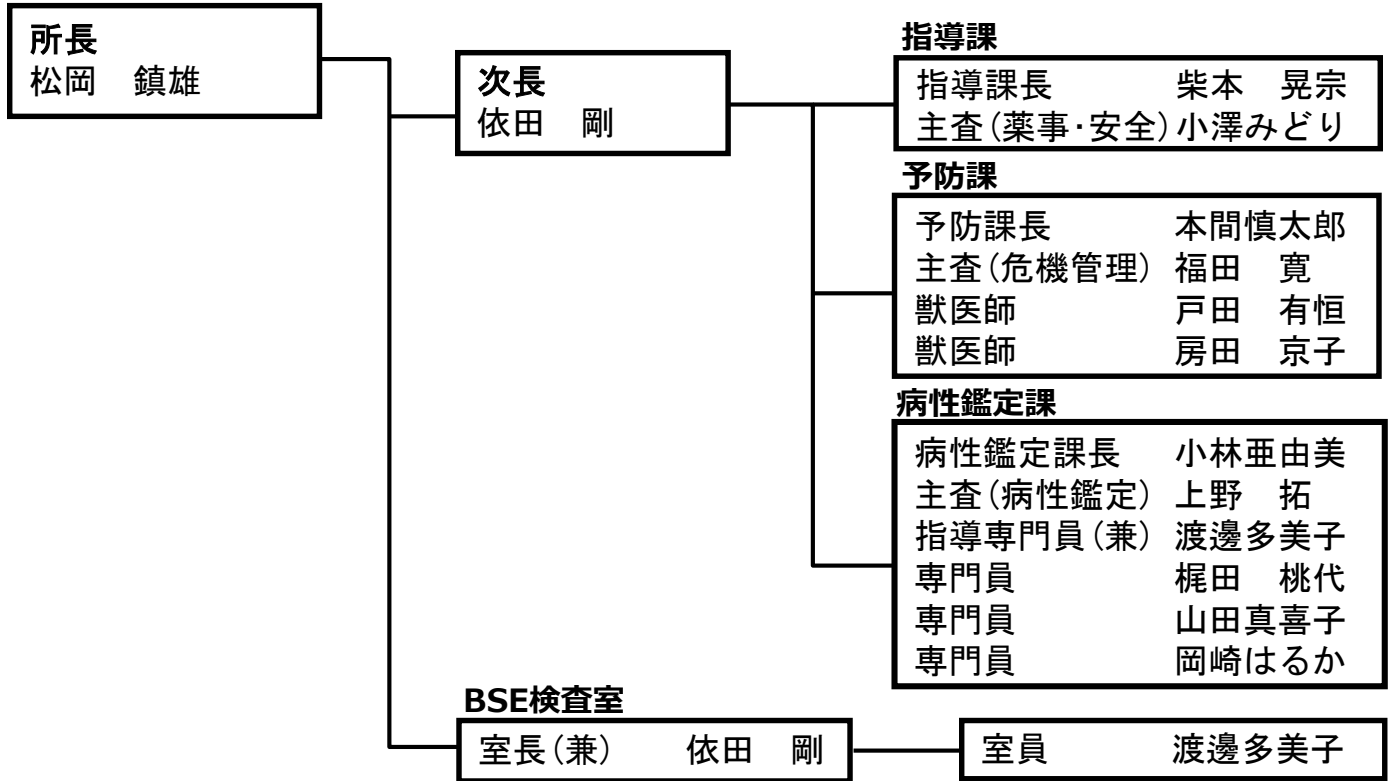 所長
松岡　鎮雄
次長
依田　剛
指導課
指導課長　柴本　晃宗
主査(薬事･安全)小澤みどり
予防課
予防課長　本間慎太郎
主査(危機管理)　福田　寛
獣医師　戸田　有恒
獣医師　房田　京子
病性鑑定課
病性鑑定課長　小林亜由美
主査(病性鑑定)　上野　拓
指導専門員(兼)　渡邊多美子
専門員　梶田　桃代
専門員　山田真喜子
専門員　岡崎はるか
BSE検査室
室長(兼)　依田　剛
室員　渡邊多美子